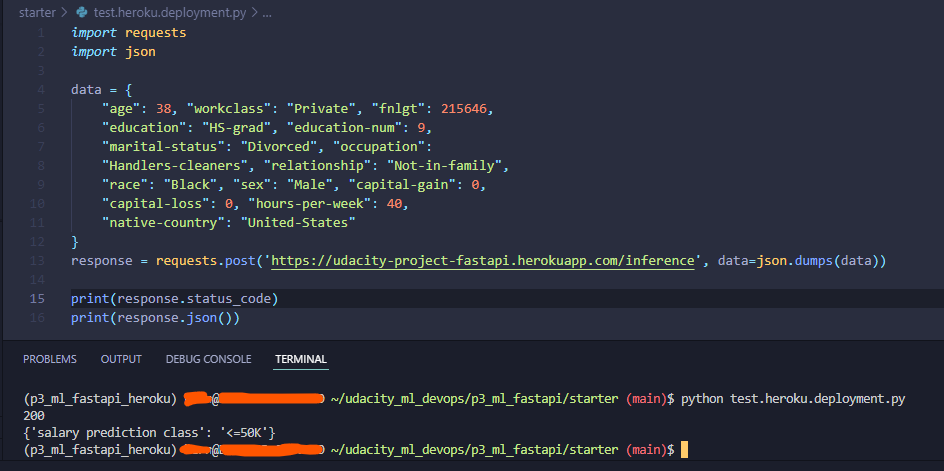 starter > test.heroku.deployment.py > ...
1 import requests
2 import json
3
4 data = {
5 "age": 38, "workclass": "Private", "fnlgt": 215646,
6 "education": "HS-grad", "education-num": 9,
7 "marital-status": "Divorced", "occupation":
8 "Handlers-cleaners", "relationship": "Not-in-family",
9 "race": "Black", "sex": "Male", "capital-gain": 0,
10 "capital-loss": 0, "hours-per-week": 40,
11 "native-country": "United-States"
12 }
13 response = requests.post('https://udacity-project-fastapi.herokuapp.com/inference', data=json.dumps(data))
14
15 print(response.status_code)
16 print(response.json())
PROBLEMS OUTPUT DEBUG CONSOLE TERMINAL
(p3_ml_fastapi_heroku) @ ~/udacity_ml_devops/p3_ml_fastapi/starter (main)$ python test.heroku.deployment.py
200
{'salary prediction class': '<=50K'}
(p3_ml_fastapi_heroku) @ ~/udacity_ml_devops/p3_ml_fastapi/starter (main)$